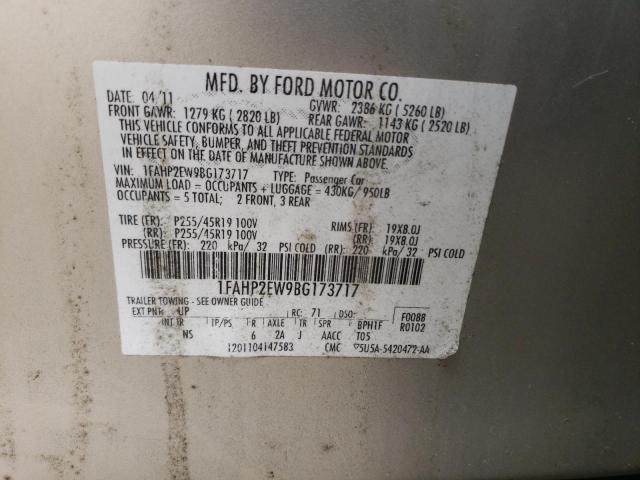 MFD. BY FORD MOTOR CO.
DATE: 04/11 GVWR: 2386 KG ( 5260 LB)
FRONT GAWR: 1279 KG ( 2820 LB) REAR GAWR: 1143 KG ( 2520 LB)
THIS VEHICLE CONFORMS TO ALL APPLICABLE FEDERAL MOTOR
VEHICLE SAFETY, BUMPER, AND THEFT PREVENTION STANDARDS
IN EFFECT ON THE DATE OF MANUFACTURE SHOWN ABOVE.
VIN: 1FAHP2EW9BG173717 TYPE: Passenger Car
MAXIMUM LOAD = OCCUPANTS + LUGGAGE = 430KG/950LB
OCCUPANTS = 5 TOTAL; 2 FRONT, 3 REAR
TIRE (FR): P255/45R19 100V RIMS (FR): 19X8.0J
(RR): P255/45R19 100V (RR): 19X8.0J
PRESSURE (FR): 220 kPa/ 32 PSI COLD (RR): 220 kPa/ 32 PSI COLD
1FAHP2EW9BG173717
TRAILER TOWING - SEE OWNER GUIDE
EXT PNT: UP RC: 71 DSO: F0088
INT TR TP/PS R AXLE TR SPR BPHTF R0102
NS 6 2A J AACC T05
1201104147583 CMC 5U5A-5420472-AA